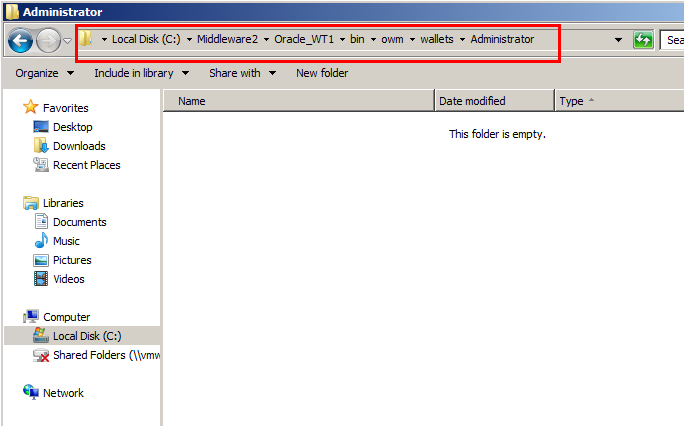 Administrator
Local Disk (C:) Middleware2 Oracle_WT1 bin owm wallets Administrator Sea
Organize Include in library Share with New folder
Name Date modified Type
This folder is empty.
Favorites
Desktop
Downloads
Recent Places
Libraries
Documents
Music
Pictures
Videos
Computer
Local Disk (C:)
Shared Folders (\\vmw
Network